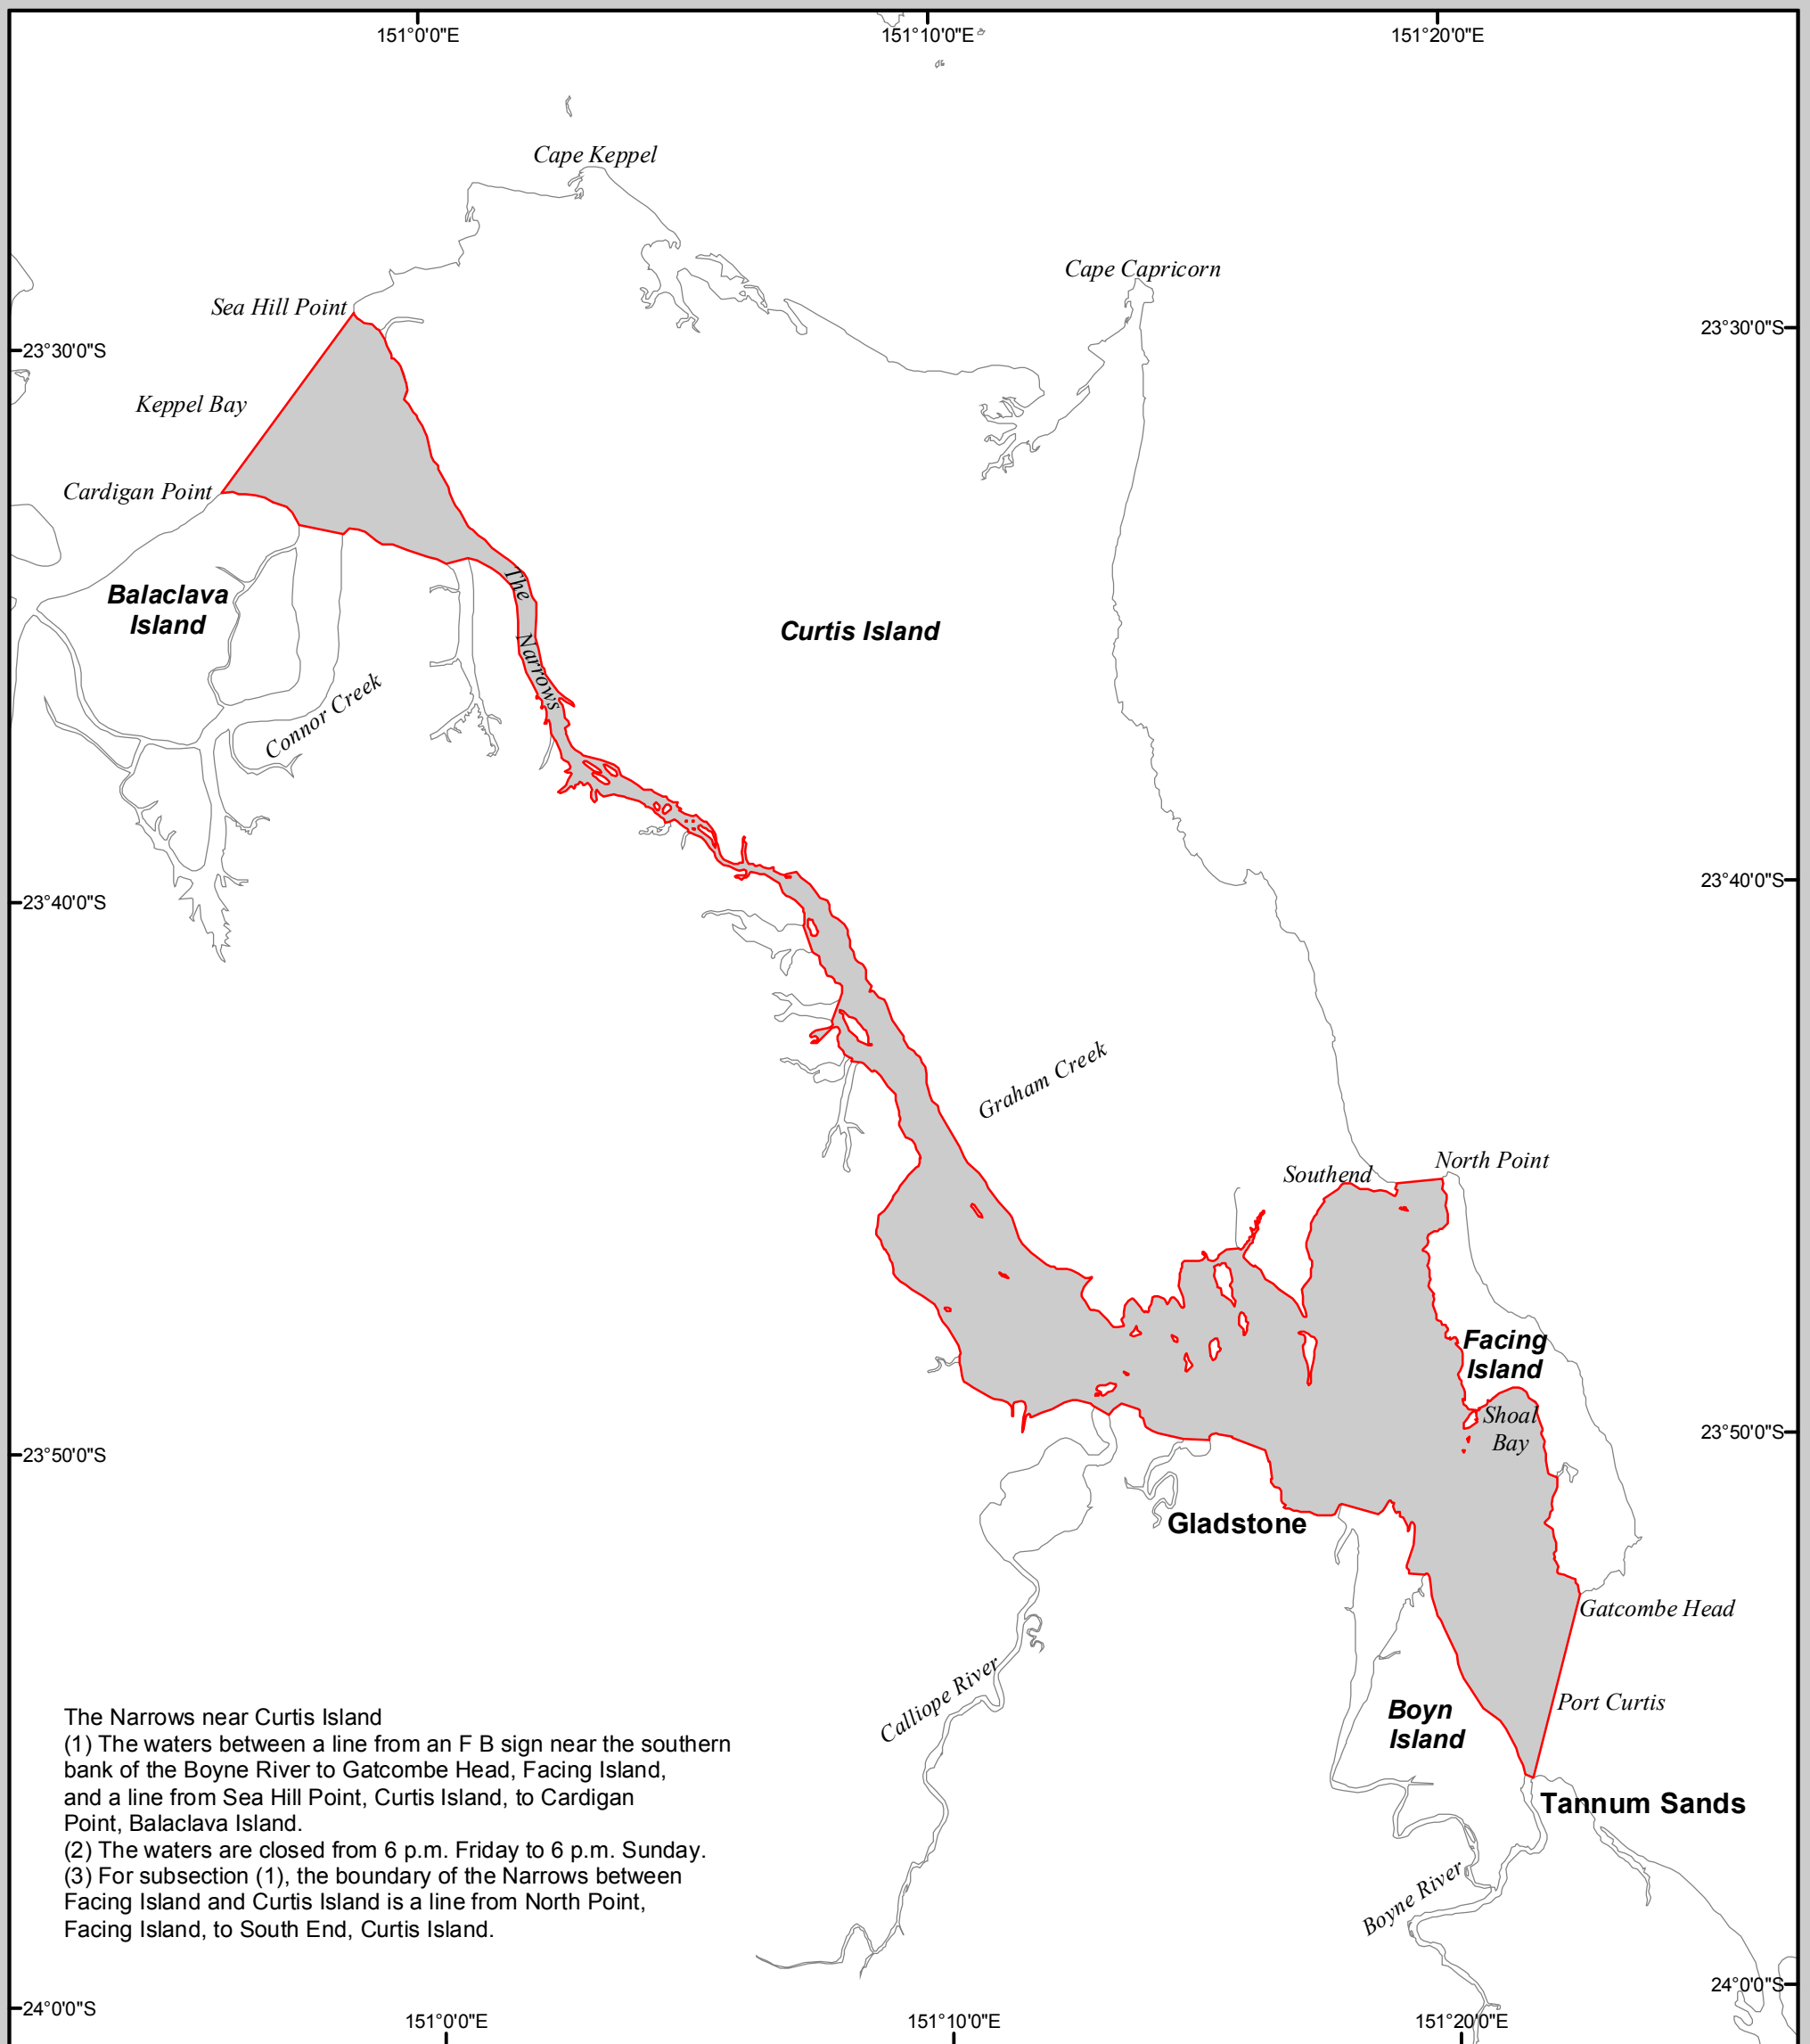 151°0'0"E
151°10'0"E
151°20'0"E
Cape Keppel
Cape Capricorn
Sea Hill Point
23°30'0"S
23°30'0"S
Keppel Bay
Cardigan Point
Balaclava
Island
The Narrows
Curtis Island
Connor Creek
23°40'0"S
23°40'0"S
Graham Creek
Southend
North Point
Facing
Island
Shoal
Bay
23°50'0"S
23°50'0"S
Gladstone
Gatcombe Head
Calliope River
Port Curtis
Boyn
Island
Tannum Sands
Boyne River
The Narrows near Curtis Island
(1) The waters between a line from an F B sign near the southern
bank of the Boyne River to Gatcombe Head, Facing Island,
and a line from Sea Hill Point, Curtis Island, to Cardigan
Point, Balaclava Island.
(2) The waters are closed from 6 p.m. Friday to 6 p.m. Sunday.
(3) For subsection (1), the boundary of the Narrows between
Facing Island and Curtis Island is a line from North Point,
Facing Island, to South End, Curtis Island.
24°0'0"S
24°0'0"S
151°0'0"E
151°10'0"E
151°20'0"E